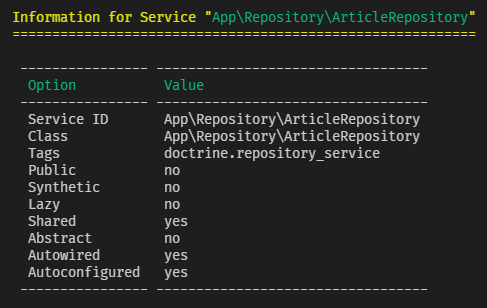 Information for Service "App\Repository\ArticleRepository"
==========================================================
---------------- ----------------------------------
Option Value
---------------- ----------------------------------
Service ID App\Repository\ArticleRepository
Class App\Repository\ArticleRepository
Tags doctrine.repository_service
Public no
Synthetic no
Lazy no
Shared yes
Abstract no
Autowired yes
Autoconfigured yes
---------------- ----------------------------------